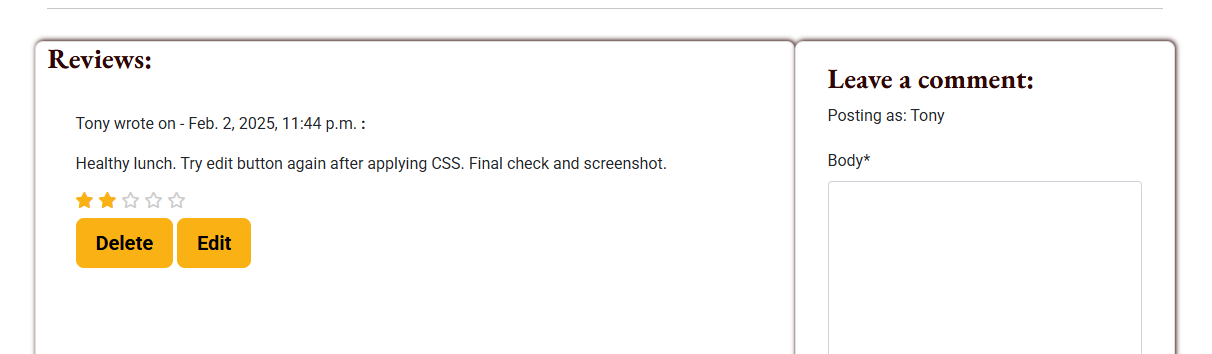 Reviews:
Tony wrote on - Feb. 2, 2025, 11:44 p.m. :
Healthy lunch. Try edit button again after applying CSS. Final check and screenshot.
Delete Edit
Leave a comment:
Posting as: Tony
Body*